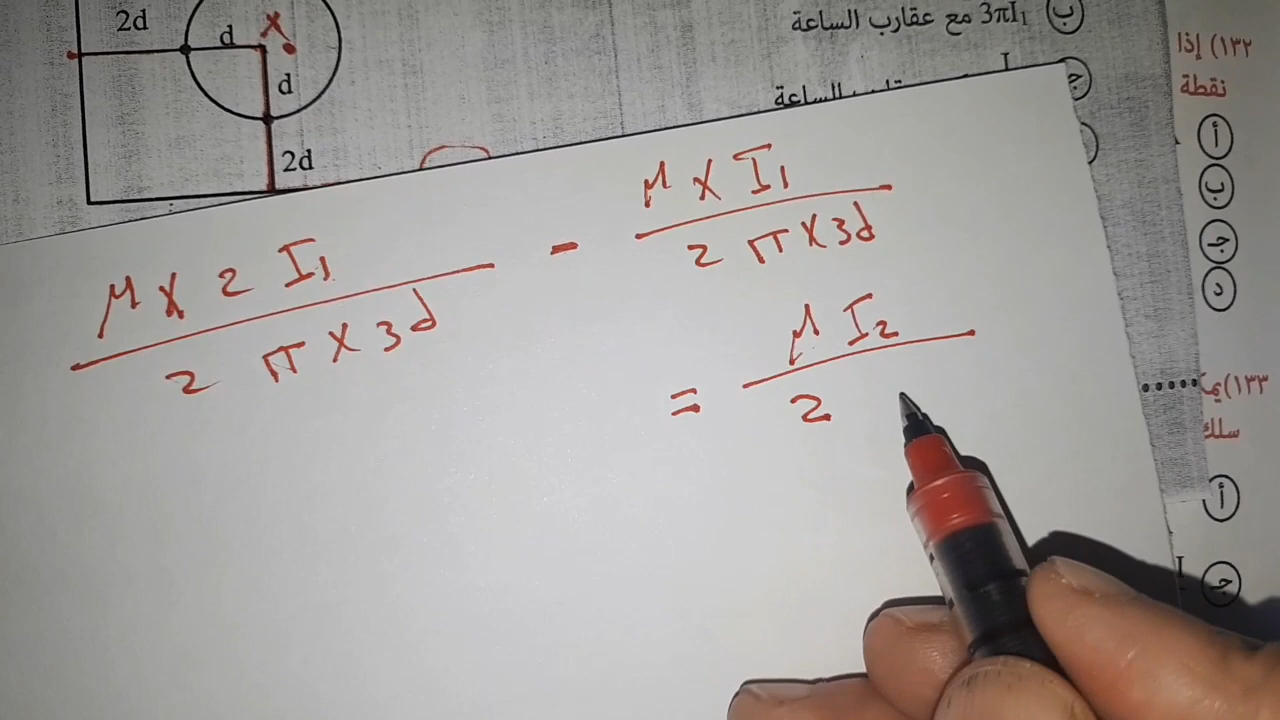 2d
d
X
d
2d
ب 3πI₁ مع عقارب الساعة
ج
الساعة
١٣٢) إذا
نقطة
أ
ب
ج
د
١٣٣)
سلك
أ
ج
μ × 2 I₁ / 2 π × 3d - μ × I₁ / 2 π × 3d
= μ I₂ / 2